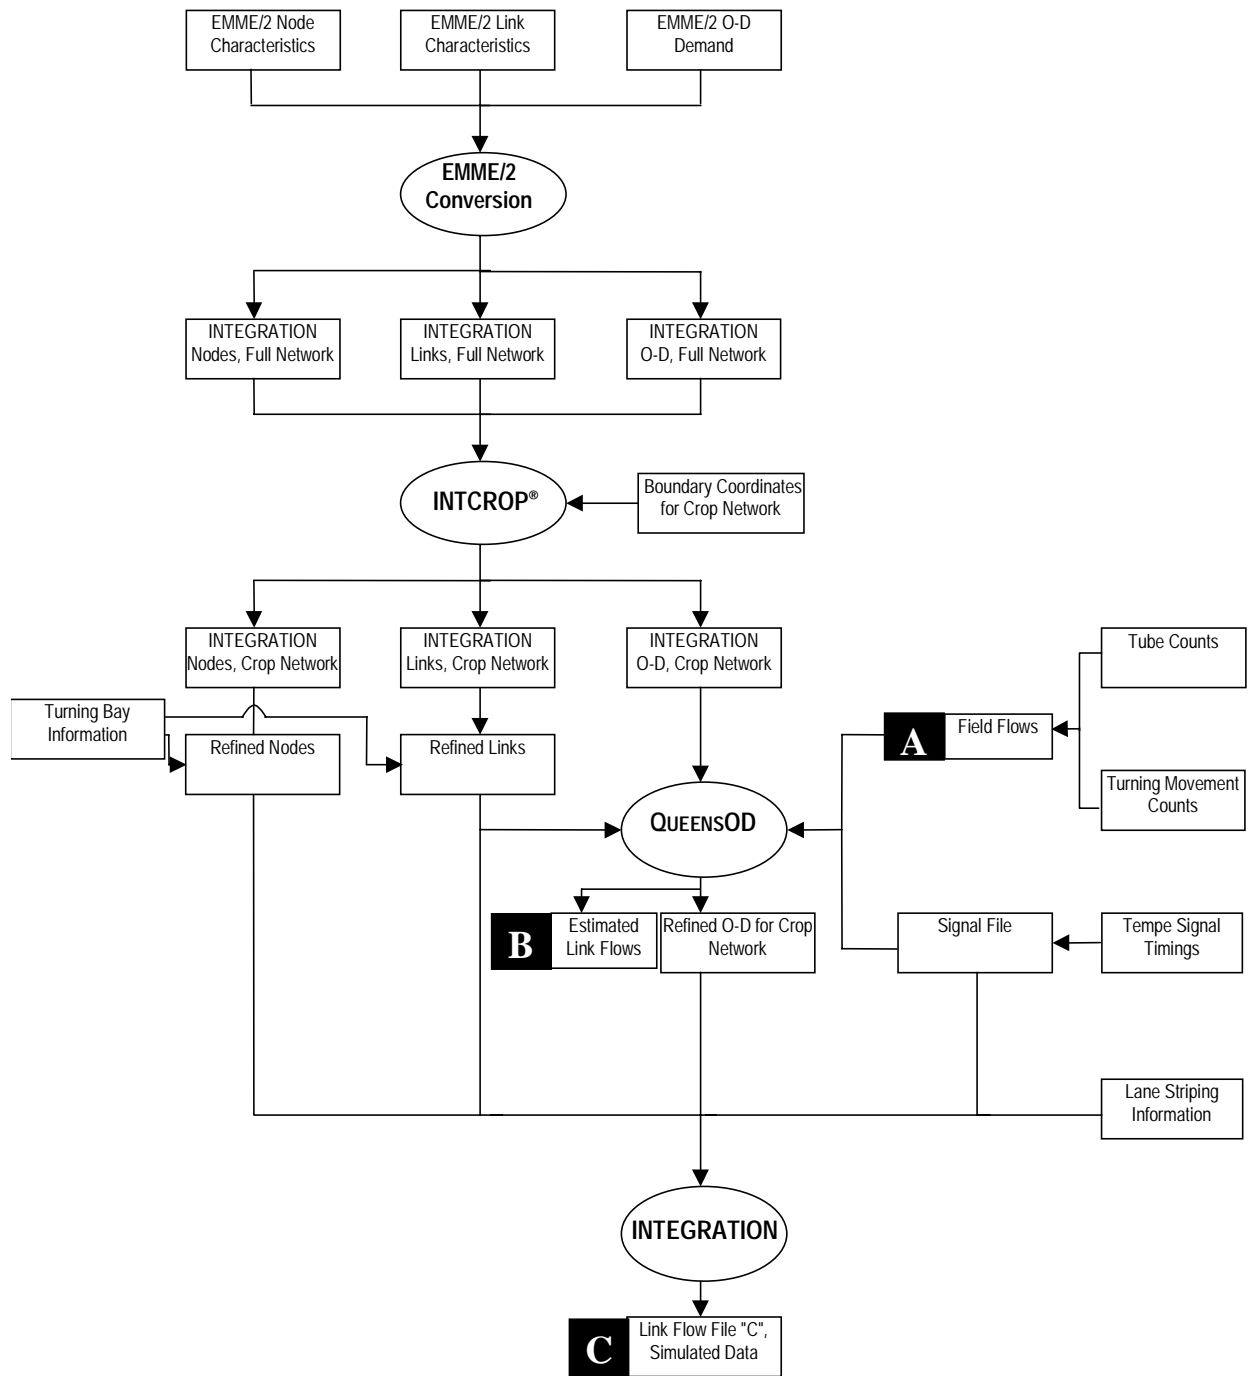 EMME/2 Node
Characteristics
EMME/2 Link
Characteristics
EMME/2 O-D
Demand
EMME/2
Conversion
INTEGRATION
Nodes, Full Network
INTEGRATION
Links, Full Network
INTEGRATION
O-D, Full Network
INTCROP®
Boundary Coordinates
for Crop Network
INTEGRATION
Nodes, Crop Network
INTEGRATION
Links, Crop Network
INTEGRATION
O-D, Crop Network
Tube Counts
Turning Bay
Information
Refined Nodes
Refined Links
A
Field Flows
Turning Movement
Counts
QUEENSOD
B
Estimated
Link Flows
Refined O-D for Crop
Network
Signal File
Tempe Signal
Timings
Lane Striping
Information
INTEGRATION
C
Link Flow File "C",
Simulated Data